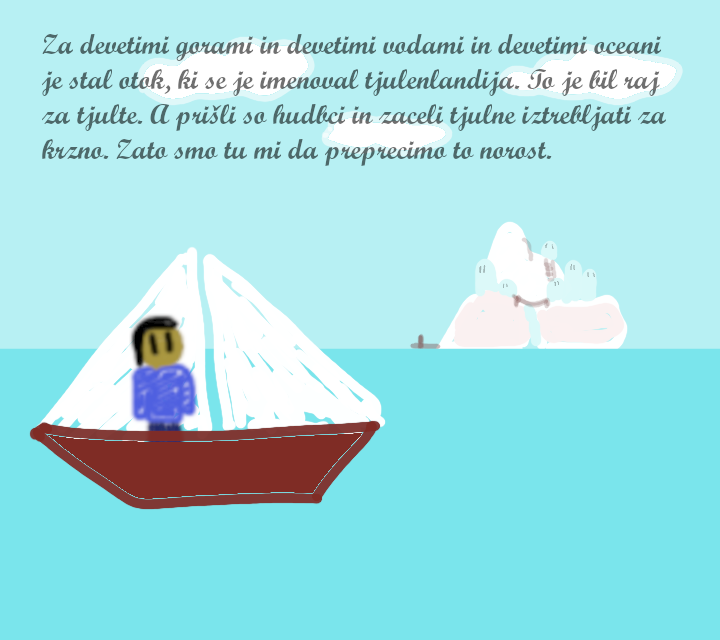 Za devetimi gorami in devetimi vodami in devetimi oceani
je stal otok, ki se je imenoval tjulenlandija. To je bil raj
za tjulte. A prišli so hudbci in zaceli tjulne iztrebljati za
krzno. Zato smo tu mi da preprecimo to norost.